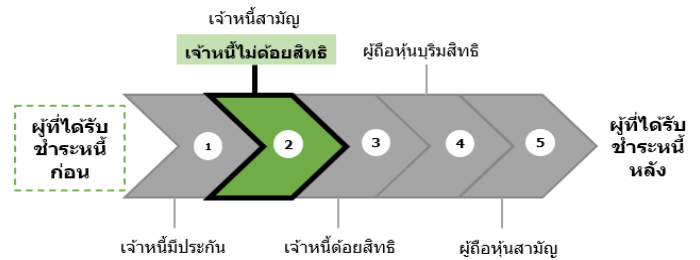 เจ้าหนี้สามัญ
เจ้าหนี้ไม่ด้อยสิทธิ
ผู้ถือหุ้นบุริมสิทธิ
ผู้ที่ได้รับ
ชำระหนี้
ก่อน
1
2
3
4
5
ผู้ที่ได้รับ
ชำระหนี้
หลัง
เจ้าหนี้มีประกัน
เจ้าหนี้ด้อยสิทธิ
ผู้ถือหุ้นสามัญ